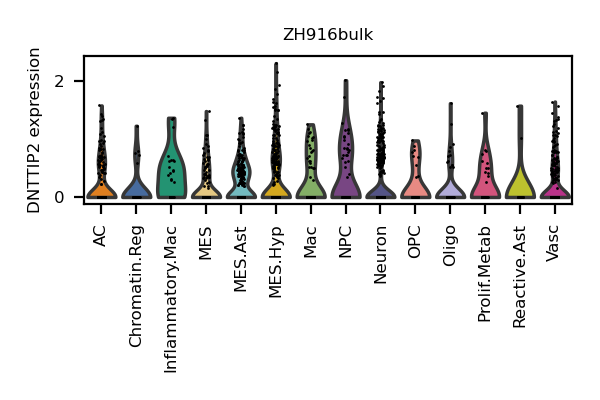 ZH916bulk
DNTTIP2 expression
2
0
AC
Chromatin.Reg
Inflammatory.Mac
MES
MES.Ast
MES.Hyp
Mac
NPC
Neuron
OPC
Oligo
Prolif.Metab
Reactive.Ast
Vasc